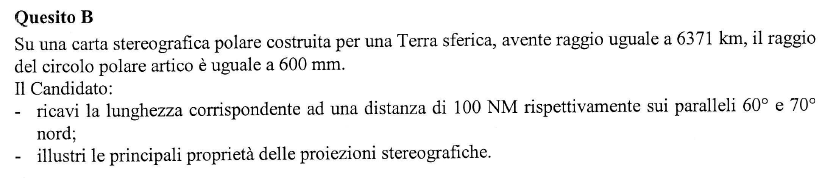 Quesito B
Su una carta stereografica polare costruita per una Terra sferica, avente raggio uguale a 6371 km, il raggio
del circolo polare artico è uguale a 600 mm.
Il Candidato:
- ricavi la lunghezza corrispondente ad una distanza di 100 NM rispettivamente sui paralleli 60° e 70°
nord;
- illustri le principali proprietà delle proiezioni stereografiche.